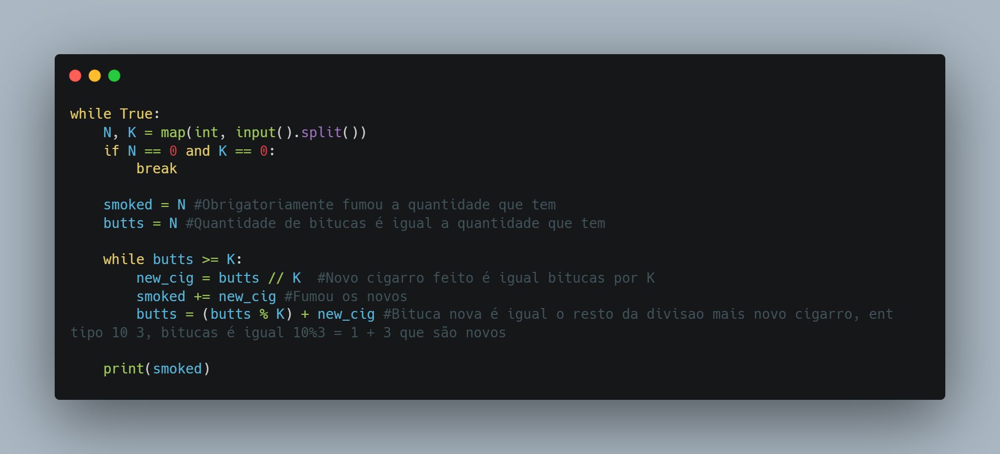 while True:
    N, K = map(int, input().split())
    if N == 0 and K == 0:
        break
    smoked = N #Obrigatoriamente fumou a quantidade que tem
    butts = N #Quantidade de bitucas é igual a quantidade que tem
    while butts >= K:
        new_cig = butts // K  #Novo cigarro feito é igual bitucas por K
        smoked += new_cig #Fumou os novos
        butts = (butts % K) + new_cig #Bituca nova é igual o resto da divisao mais novo cigarro, ent
tipo 10 3, bitucas é igual 10%3 = 1 + 3 que são novos
    print(smoked)